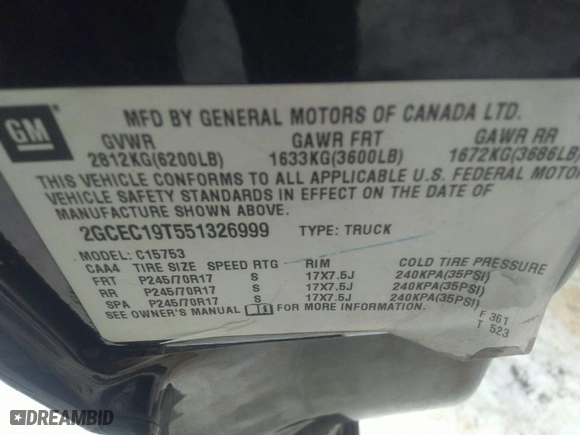 GM
MFD BY GENERAL MOTORS OF CANADA LTD.
GVWR GAWR FRT GAWR RR
2812KG(6200LB) 1633KG(3600LB) 1672KG(3686LB)
THIS VEHICLE CONFORMS TO ALL APPLICABLE U.S. FEDERAL MOTOR
VEHICLE SAFETY STANDARDS IN EFFECT ON THE DATE OF
MANUFACTURE SHOWN ABOVE.
2GCEC19T551326999 TYPE: TRUCK
MODEL: C15753
CAA4 TIRE SIZE SPEED RTG RIM COLD TIRE PRESSURE
FRT P245/70R17 S 17X7.5J 240KPA(35PSI)
RR P245/70R17 S 17X7.5J 240KPA(35PSI)
SPA P245/70R17 S 17X7.5J 240KPA(35PSI)
SEE OWNER'S MANUAL FOR MORE INFORMATION.
F 361
T 523
DREAMBID